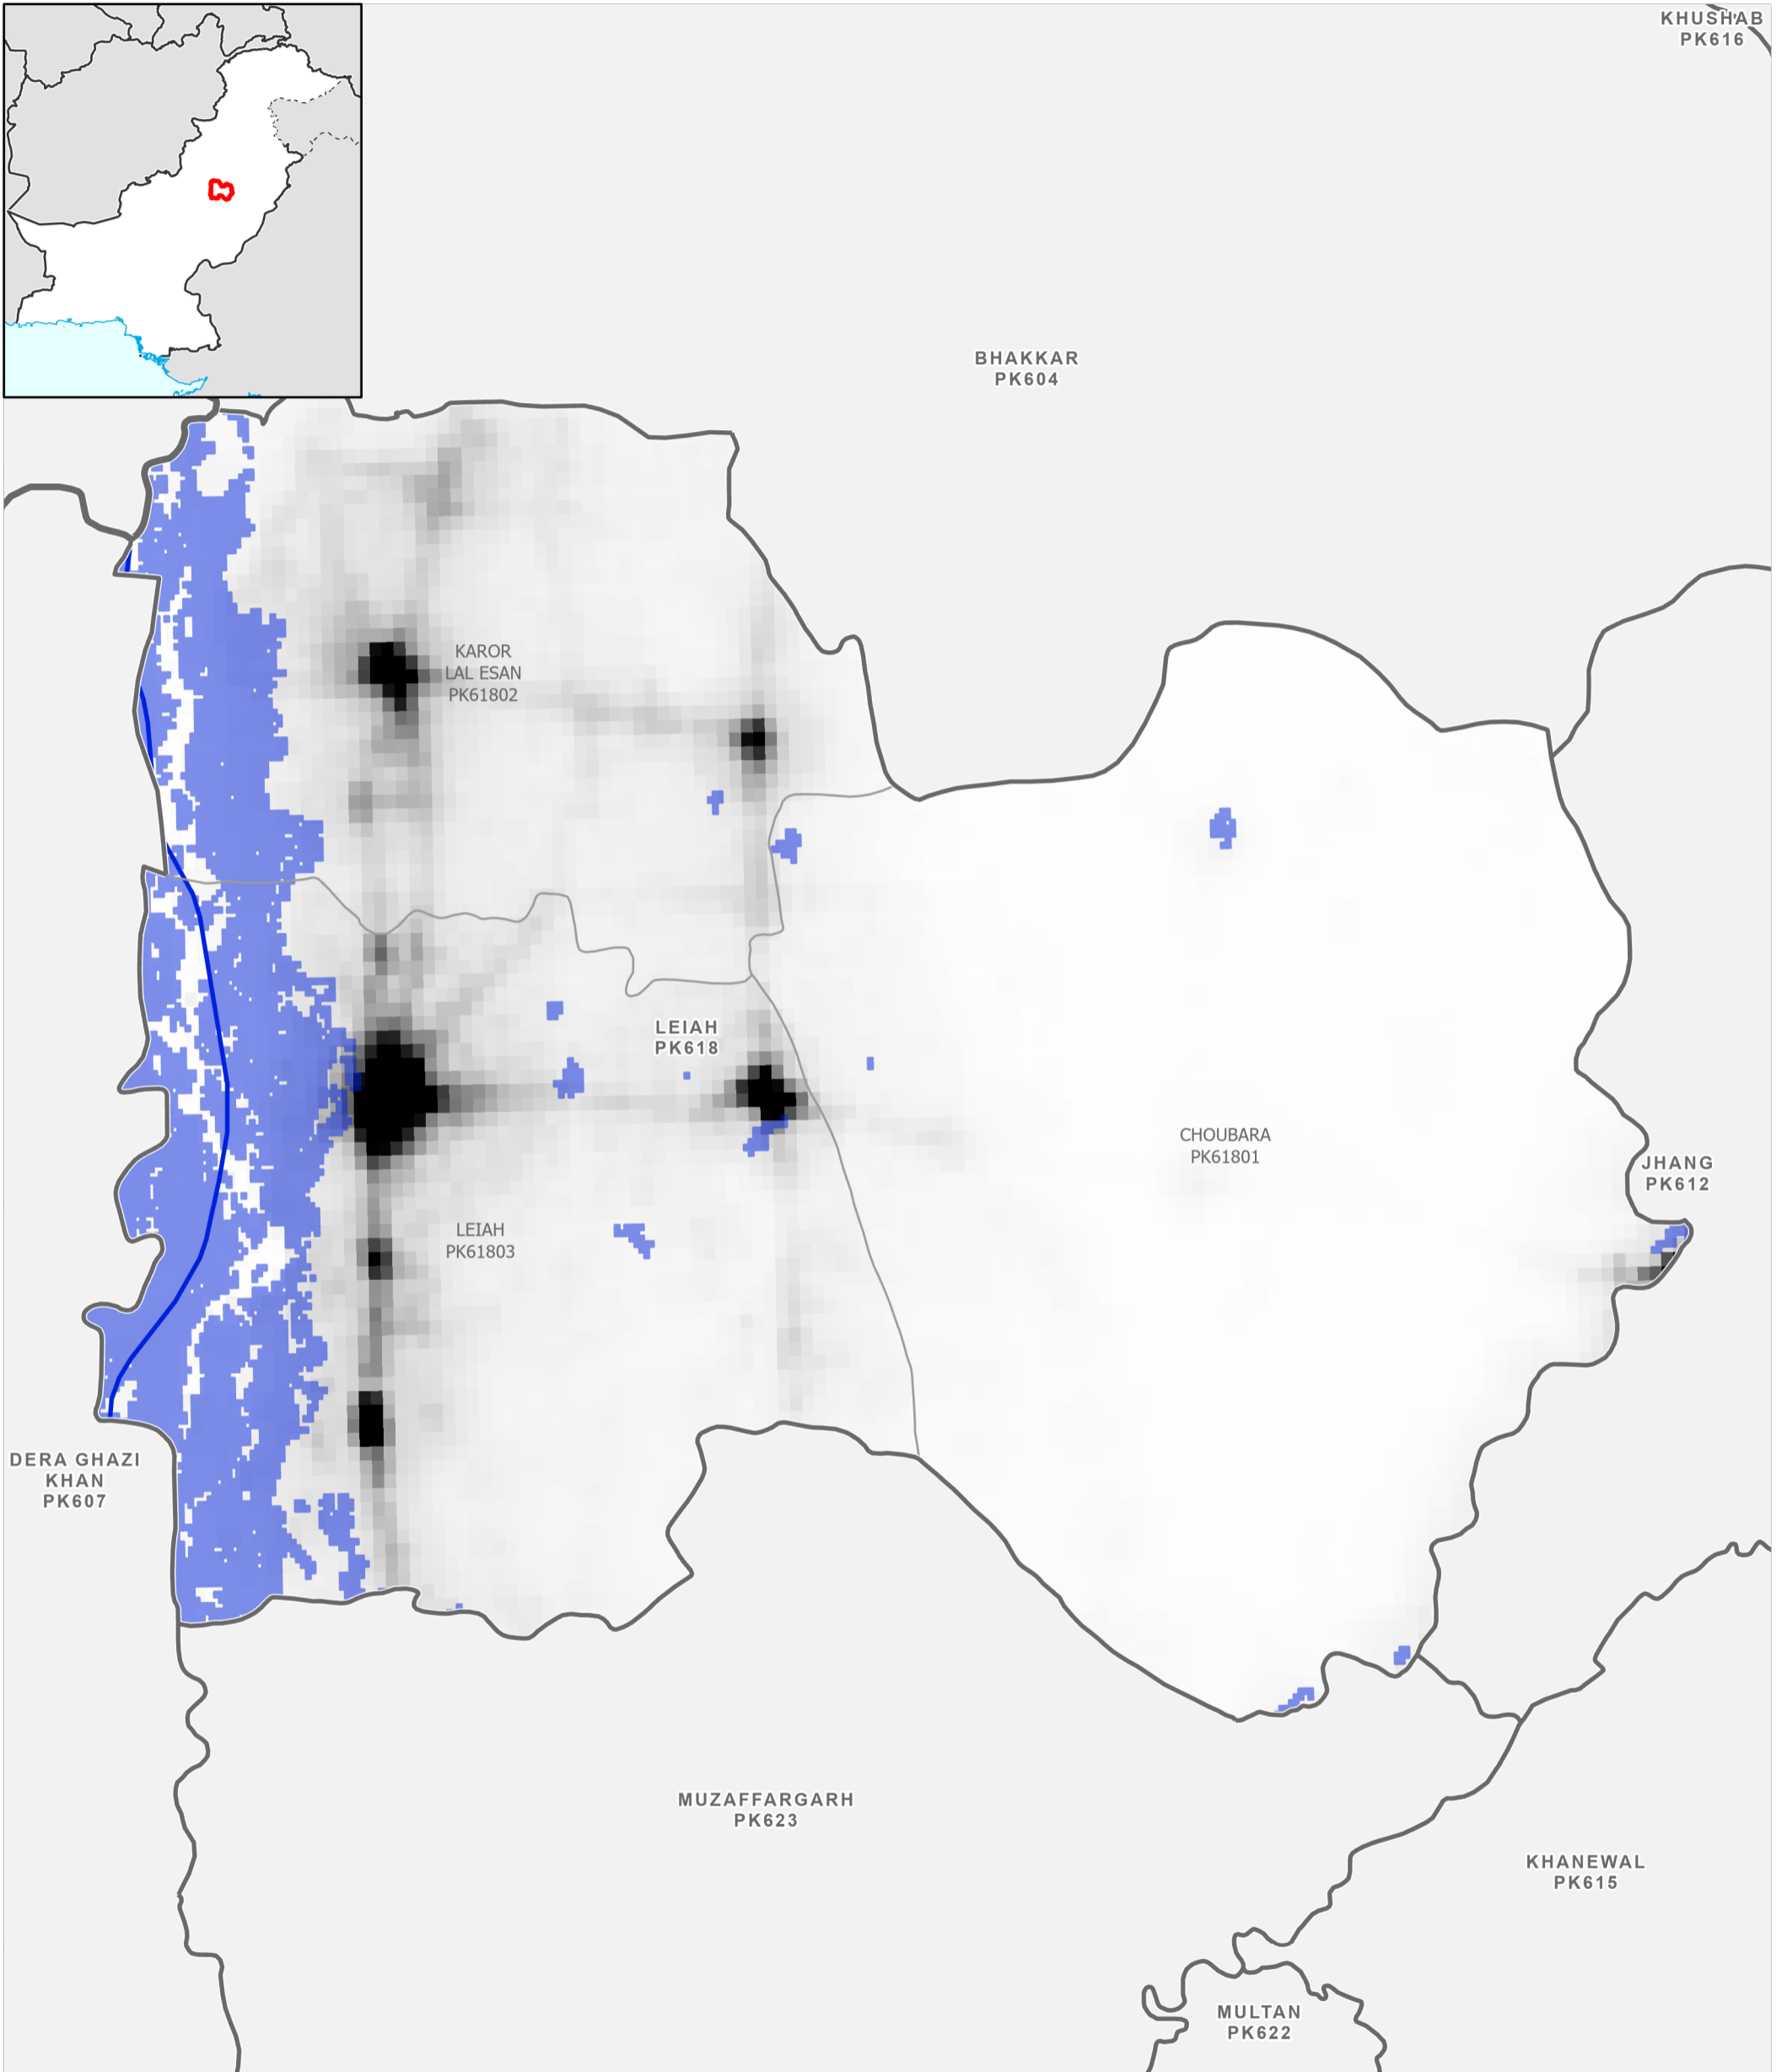 KHUSHAB
PK616
BHAKKAR
PK604
KAROR
LAL ESAN
PK61802
LEIAH
PK618
CHOUBARA
PK61801
JHANG
PK612
LEIAH
PK61803
DERA GHAZI
KHAN
PK607
MUZAFFARGARH
PK623
KHANEWAL
PK615
MULTAN
PK622